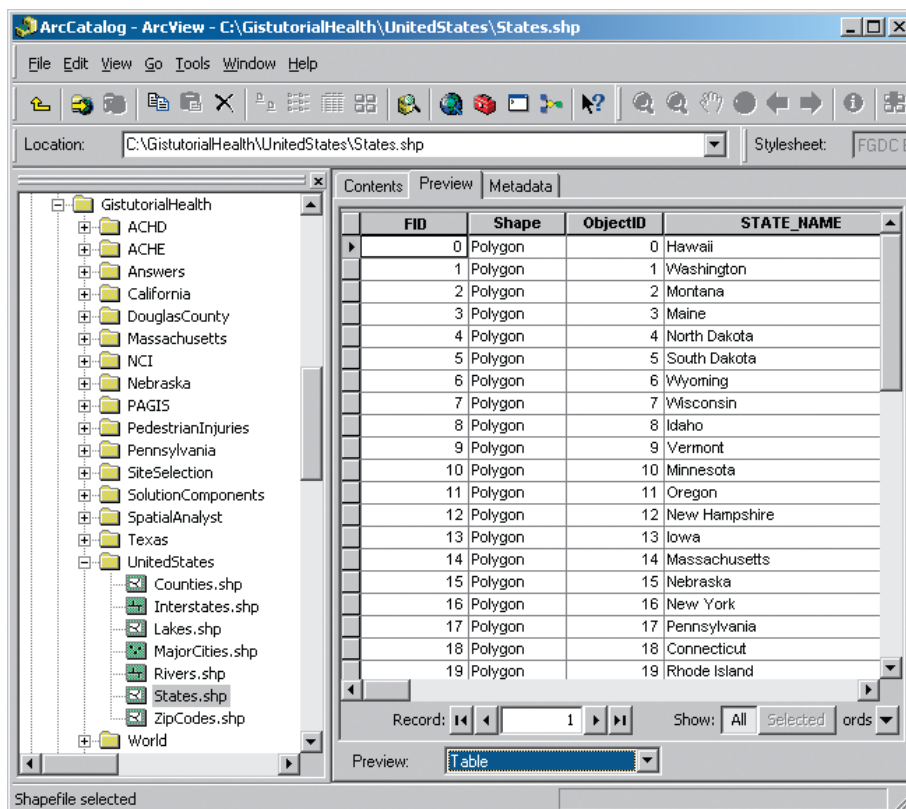 ArcCatalog - ArcView - C:\GistutorialHealth\UnitedStates\States.shp
File Edit View Go Tools Window Help
Location: C:\GistutorialHealth\UnitedStates\States.shp Stylesheet: FGDC
GistutorialHealth
ACHD
ACHE
Answers
California
DouglasCounty
Massachusetts
NCI
Nebraska
PAGIS
PedestrianInjuries
Pennsylvania
SiteSelection
SolutionComponents
SpatialAnalyst
Texas
UnitedStates
Counties.shp
Interstates.shp
Lakes.shp
MajorCities.shp
Rivers.shp
States.shp
ZipCodes.shp
World
Contents Preview Metadata
FID Shape ObjectID STATE_NAME
0 Polygon 0 Hawaii
1 Polygon 1 Washington
2 Polygon 2 Montana
3 Polygon 3 Maine
4 Polygon 4 North Dakota
5 Polygon 5 South Dakota
6 Polygon 6 Wyoming
7 Polygon 7 Wisconsin
8 Polygon 8 Idaho
9 Polygon 9 Vermont
10 Polygon 10 Minnesota
11 Polygon 11 Oregon
12 Polygon 12 New Hampshire
13 Polygon 13 Iowa
14 Polygon 14 Massachusetts
15 Polygon 15 Nebraska
16 Polygon 16 New York
17 Polygon 17 Pennsylvania
18 Polygon 18 Connecticut
19 Polygon 19 Rhode Island
Record: 1 Show: All Selected ords
Preview: Table
Shapefile selected